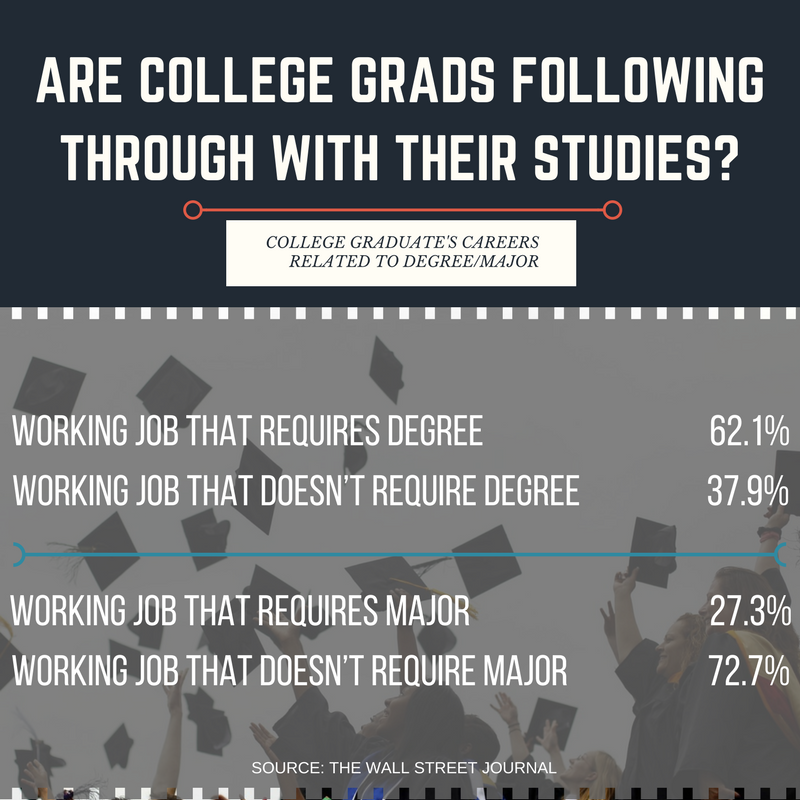 ARE COLLEGE GRADS FOLLOWING
THROUGH WITH THEIR STUDIES?
COLLEGE GRADUATE'S CAREERS
RELATED TO DEGREE/MAJOR
WORKING JOB THAT REQUIRES DEGREE 62.1%
WORKING JOB THAT DOESN'T REQUIRE DEGREE 37.9%
WORKING JOB THAT REQUIRES MAJOR 27.3%
WORKING JOB THAT DOESN'T REQUIRE MAJOR 72.7%
SOURCE: THE WALL STREET JOURNAL